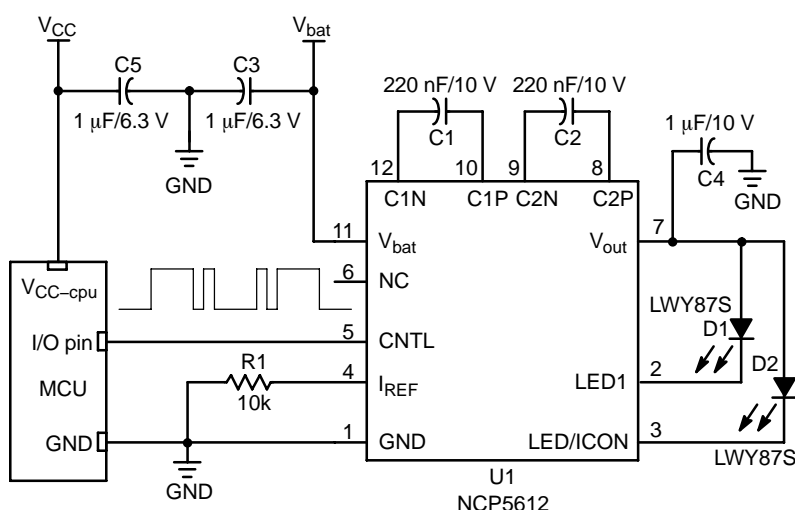 VCC
Vbat
C5
C3
1 μF/6.3 V
1 μF/6.3 V
GND
220 nF/10 V
220 nF/10 V
C1
C2
1 μF/10 V
C4
GND
12
10
9
8
C1N
C1P
C2N
C2P
11
Vbat
Vout
7
6
NC
VCC–cpu
I/O pin
5
CNTL
LWY87S
D1
MCU
R1
10k
4
IREF
LED1
2
D2
GND
1
GND
LED/ICON
3
GND
LWY87S
U1
NCP5612